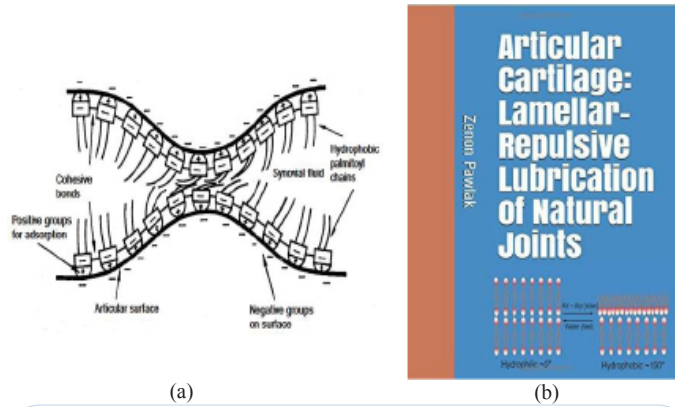 Cohesive
bonds
Positive groups
for adsorption
Articular surface
Synovial fluid
Hydrophobic
palmitoyl
chains
Negative groups
on surface
(a)
Zenon Pawlak
Articular
Cartilage:
Lamellar-
Repulsive
Lubrication
of Natural
Joints
Hydrophilic ~0°
Hydrophobic ~100°
(b)